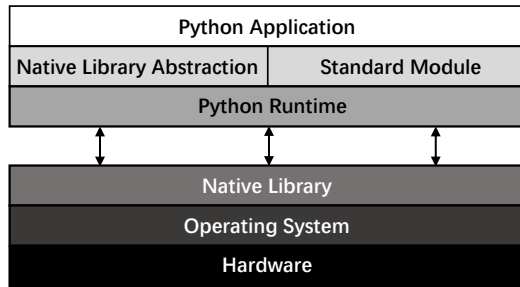 Python Application
Native Library Abstraction
Standard Module
Python Runtime
Native Library
Operating System
Hardware